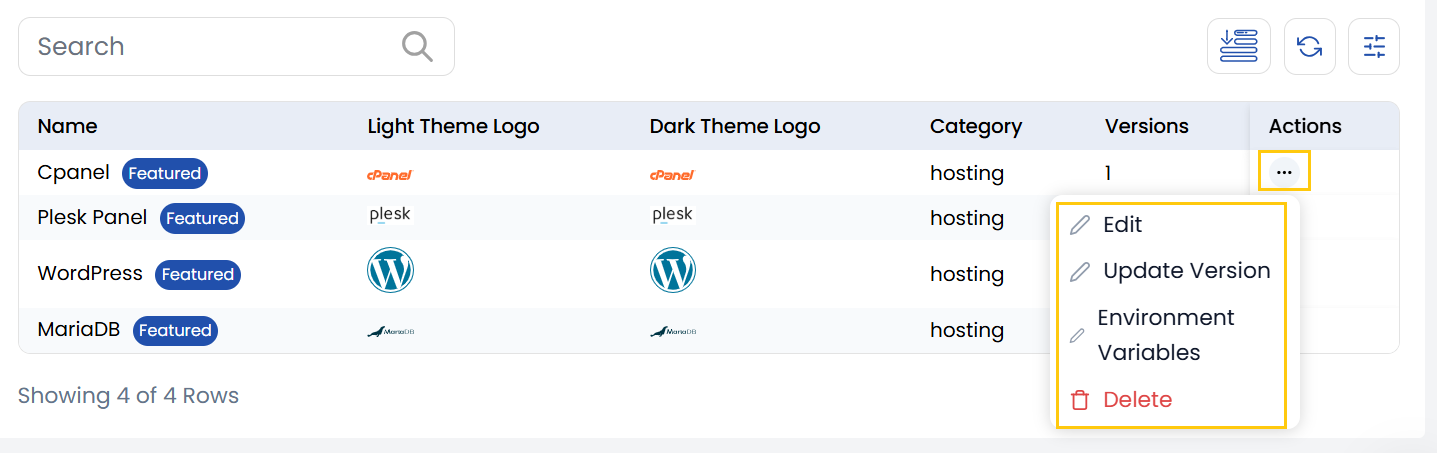 Search
Name Light Theme Logo Dark Theme Logo Category Versions Actions
Cpanel Featured cPanel cPanel hosting 1 ...
Plesk Panel Featured plesk plesk hosting
WordPress Featured W W hosting
MariaDB Featured MariaDB MariaDB hosting
Edit
Update Version
Environment
Variables
Delete
Showing 4 of 4 Rows